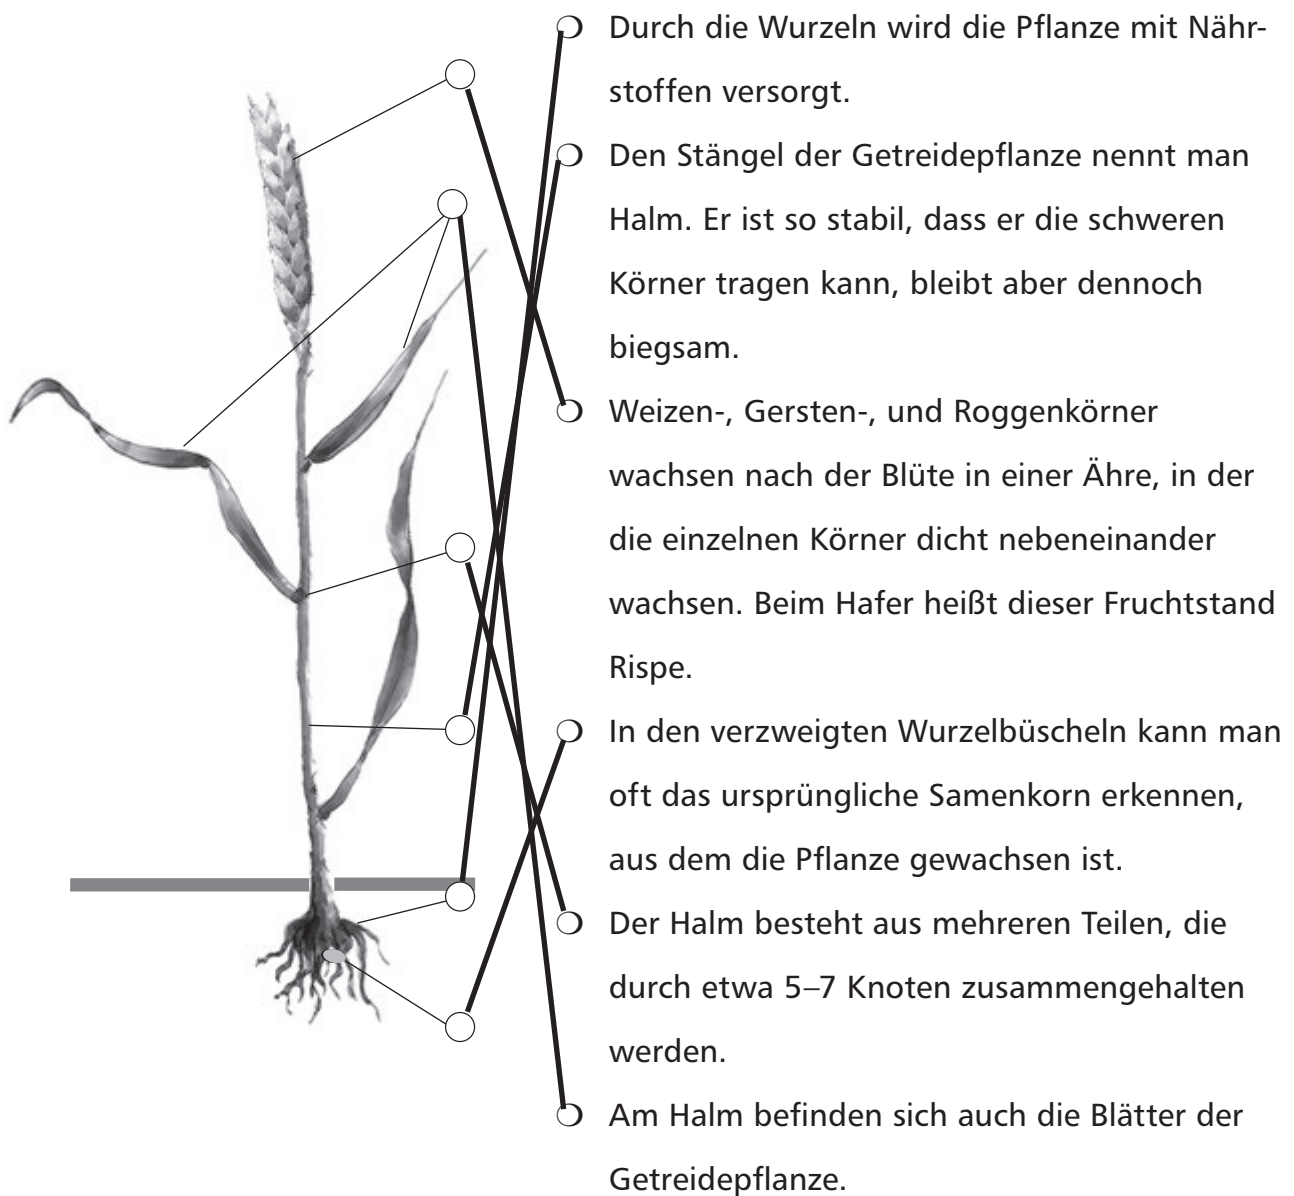 Durch die Wurzeln wird die Pflanze mit Nähr-
stoffen versorgt.
Den Stängel der Getreidepflanze nennt man
Halm. Er ist so stabil, dass er die schweren
Körner tragen kann, bleibt aber dennoch
biegsam.
Weizen-, Gersten-, und Roggenkörner
wachsen nach der Blüte in einer Ähre, in der
die einzelnen Körner dicht nebeneinander
wachsen. Beim Hafer heißt dieser Fruchtstand
Rispe.
In den verzweigten Wurzelbüscheln kann man
oft das ursprüngliche Samenkorn erkennen,
aus dem die Pflanze gewachsen ist.
Der Halm besteht aus mehreren Teilen, die
durch etwa 5–7 Knoten zusammengehalten
werden.
Am Halm befinden sich auch die Blätter der
Getreidepflanze.